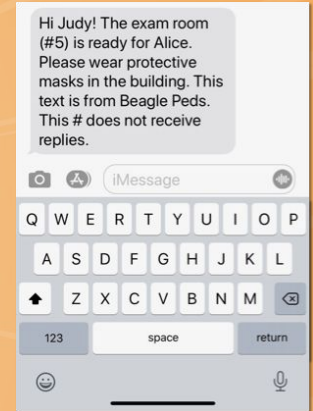 Hi Judy! The exam room
(#5) is ready for Alice.
Please wear protective
masks in the building. This
text is from Beagle Peds.
This # does not receive
replies.
iMessage
Q W E R T Y U I O P
A S D F G H J K L
Z X C V B N M
123 space return